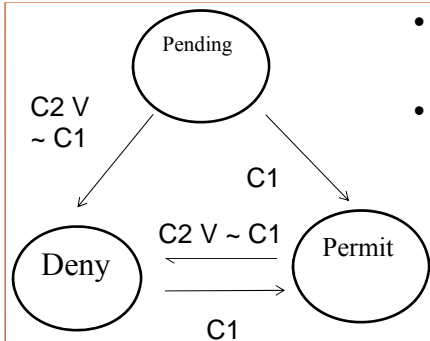 Pending
•
C2 V
~ C1
•
C1
C2 V ~ C1
Deny
Permit
C1